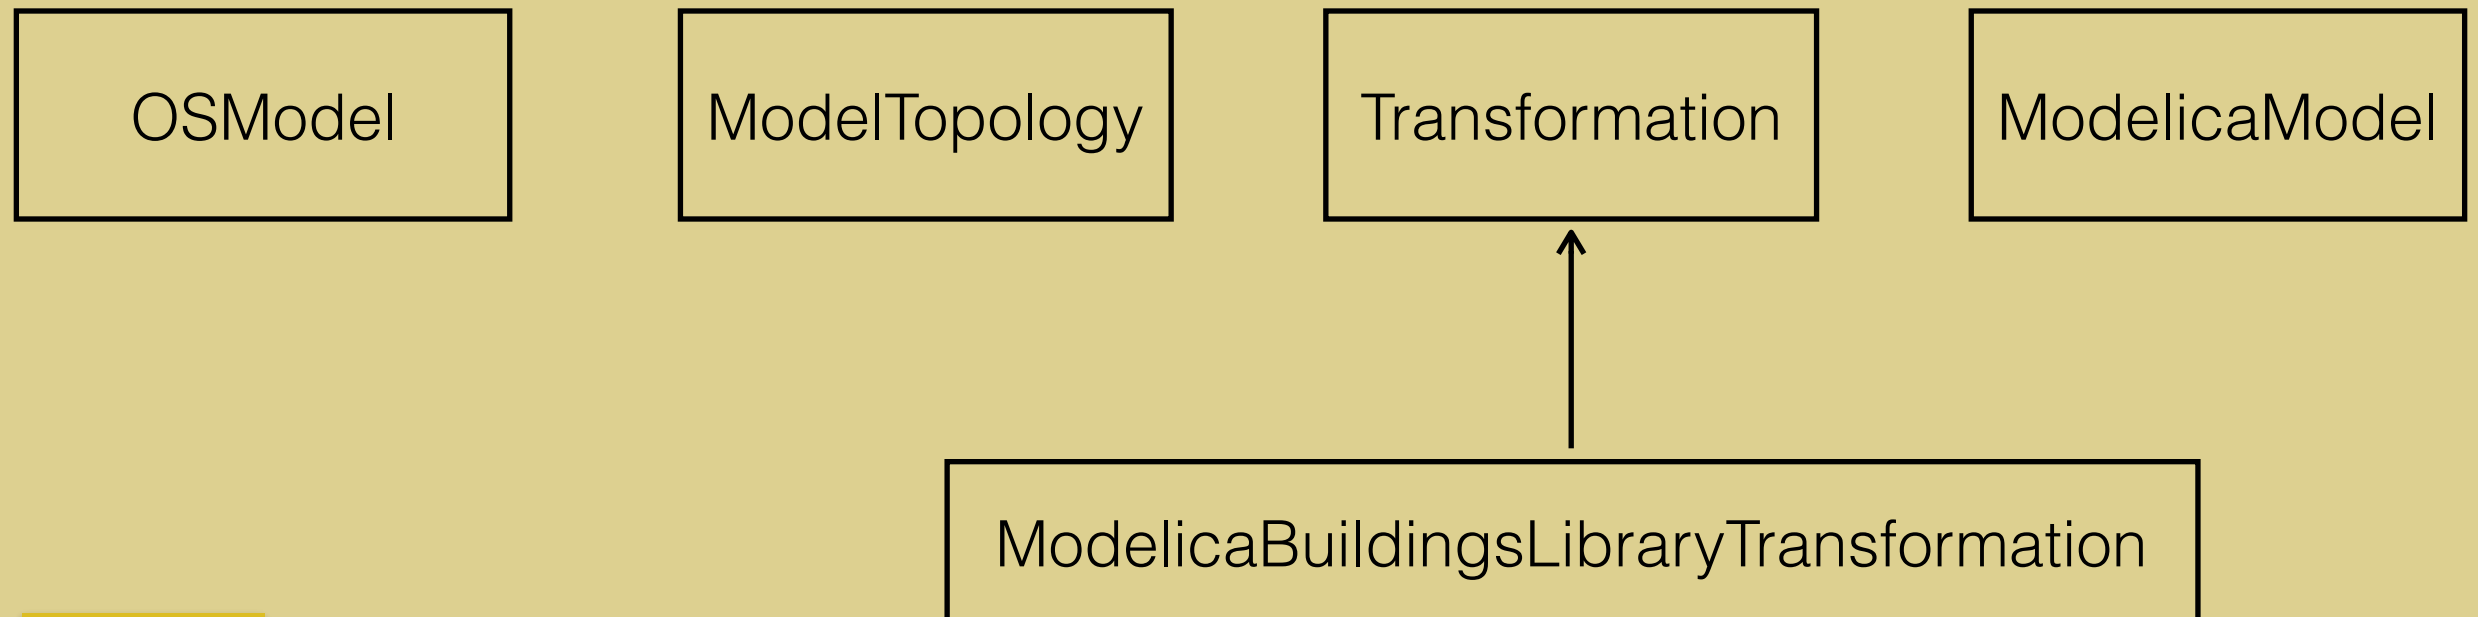 OSModel
ModelTopology
Transformation
ModelicaModel
ModelicaBuildingsLibraryTransformation